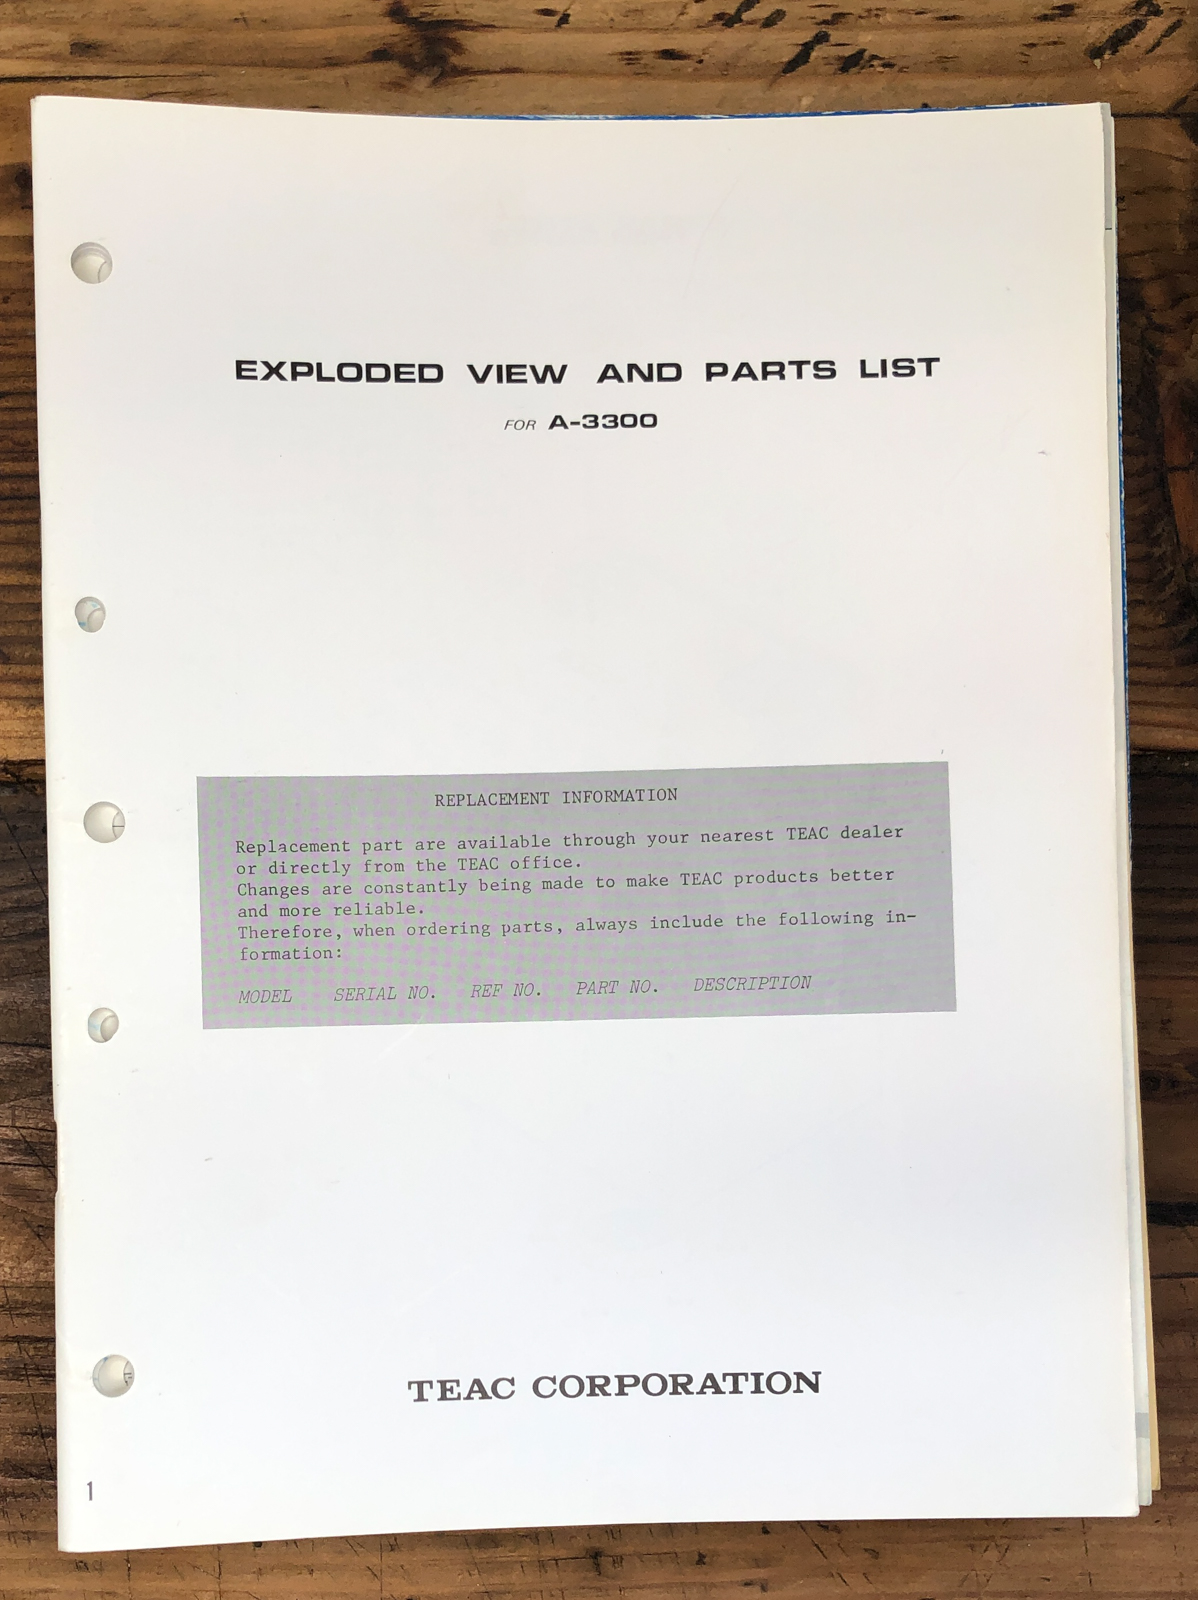 EXPLODED VIEW AND PARTS LIST
FOR A-3300
REPLACEMENT INFORMATION
Replacement part are available through your nearest TEAC dealer
or directly from the TEAC office.
Changes are constantly being made to make TEAC products better
and more reliable.
Therefore, when ordering parts, always include the following in-
formation:
MODEL SERIAL NO. REF NO. PART NO. DESCRIPTION
TEAC CORPORATION
1